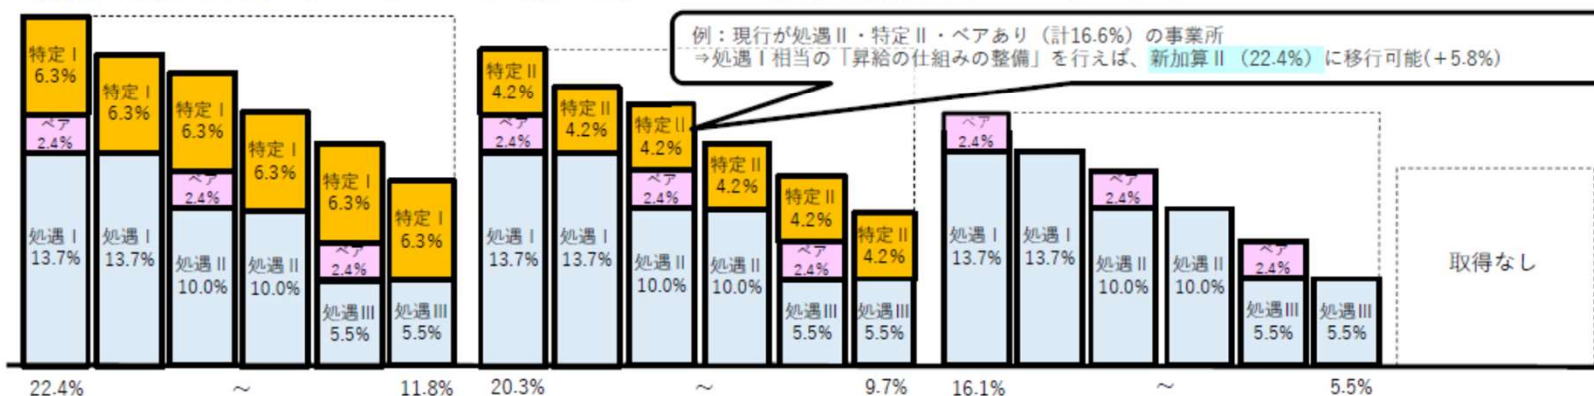 例：現行が処遇Ⅱ・特定Ⅱ・ベアあり（計16.6%）の事業所
⇒処遇Ⅰ相当の「昇給の仕組みの整備」を行えば、新加算Ⅱ（22.4%）に移行可能(＋5.8%)
特定Ⅰ
6.3%
ベア
2.4%
処遇Ⅰ
13.7%
特定Ⅰ
6.3%
処遇Ⅰ
13.7%
特定Ⅰ
6.3%
ベア
2.4%
処遇Ⅱ
10.0%
特定Ⅰ
6.3%
処遇Ⅱ
10.0%
特定Ⅰ
6.3%
ベア
2.4%
処遇Ⅲ
5.5%
特定Ⅰ
6.3%
処遇Ⅲ
5.5%
22.4%
～
11.8%
特定Ⅱ
4.2%
ベア
2.4%
処遇Ⅰ
13.7%
特定Ⅱ
4.2%
処遇Ⅰ
13.7%
特定Ⅱ
4.2%
ベア
2.4%
処遇Ⅱ
10.0%
特定Ⅱ
4.2%
処遇Ⅱ
10.0%
特定Ⅱ
4.2%
ベア
2.4%
処遇Ⅲ
5.5%
特定Ⅱ
4.2%
処遇Ⅲ
5.5%
20.3%
～
9.7%
ベア
2.4%
処遇Ⅰ
13.7%
処遇Ⅰ
13.7%
ベア
2.4%
処遇Ⅱ
10.0%
処遇Ⅱ
10.0%
ベア
2.4%
処遇Ⅲ
5.5%
処遇Ⅲ
5.5%
16.1%
～
5.5%
取得なし